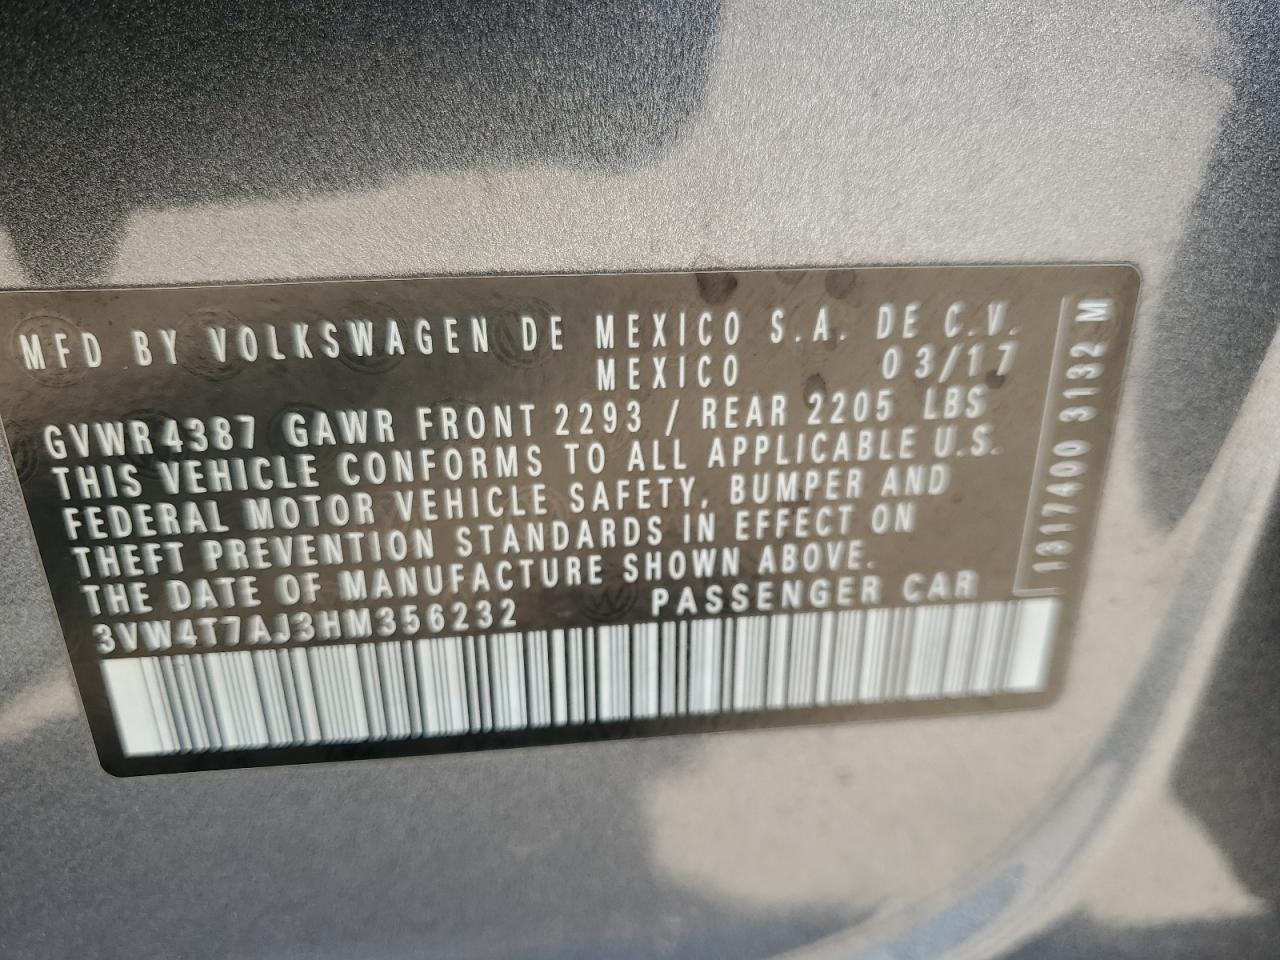 MFD BY VOLKSWAGEN DE MEXICO S.A. DE C.V.
MEXICO 03/17
GVWR 4387 GAWR FRONT 2293 / REAR 2205 LBS
THIS VEHICLE CONFORMS TO ALL APPLICABLE U.S.
FEDERAL MOTOR VEHICLE SAFETY, BUMPER AND
THEFT PREVENTION STANDARDS IN EFFECT ON
THE DATE OF MANUFACTURE SHOWN ABOVE.
3VW4T7AJ3HM356232 PASSENGER CAR
1317400 3132 M